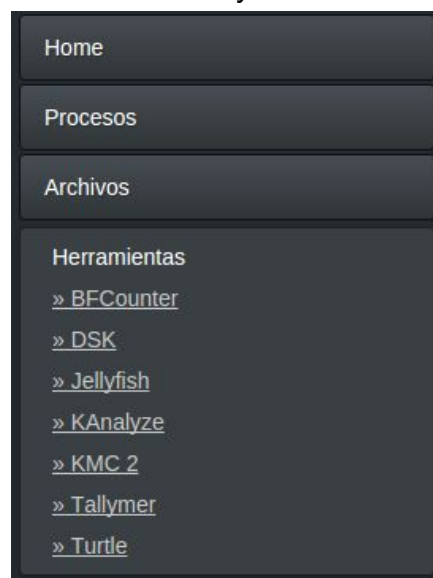 Home
Procesos
Archivos
Herramientas
» BFCounter
» DSK
» Jellyfish
» KAnalyze
» KMC 2
» Tallymer
» Turtle